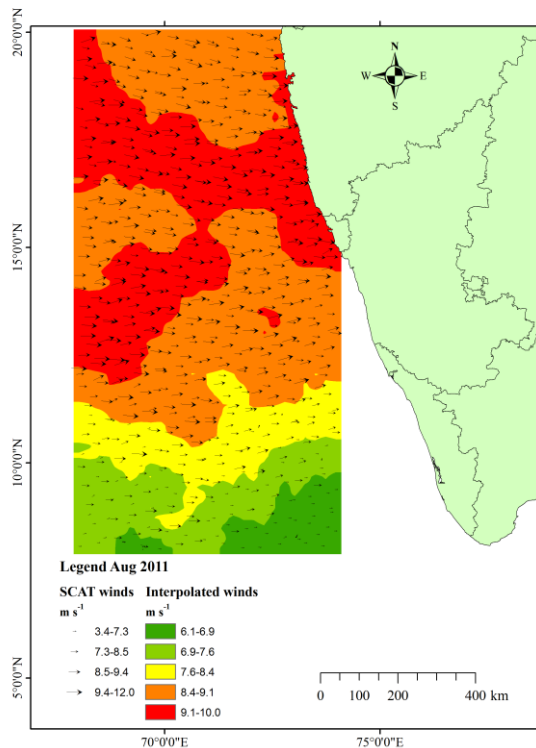 20°0'0"N
N
W E
S
15°0'0"N
10°0'0"N
Legend Aug 2011
SCAT winds Interpolated winds
m s⁻¹ m s⁻¹
3.4-7.3 6.1-6.9
7.3-8.5 6.9-7.6
8.5-9.4 7.6-8.4
9.4-12.0 8.4-9.1
9.1-10.0
5°0'0"N
0 50 100 200 300 400 km
70°0'0"E 75°0'0"E